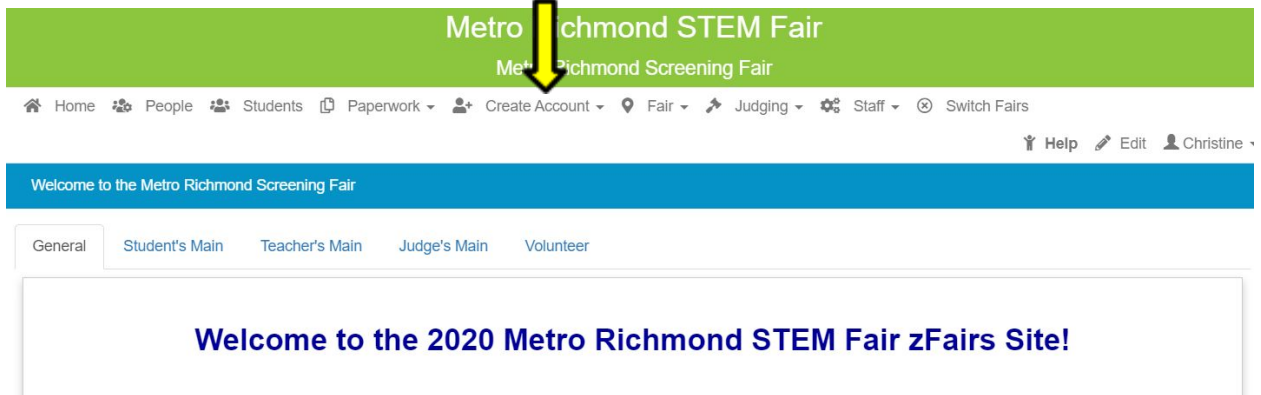 Metro Richmond STEM Fair
Metro Richmond Screening Fair
Home People Students Paperwork Create Account Fair Judging Staff Switch Fairs
Help Edit Christine
Welcome to the Metro Richmond Screening Fair
General Student's Main Teacher's Main Judge's Main Volunteer
Welcome to the 2020 Metro Richmond STEM Fair zFairs Site!